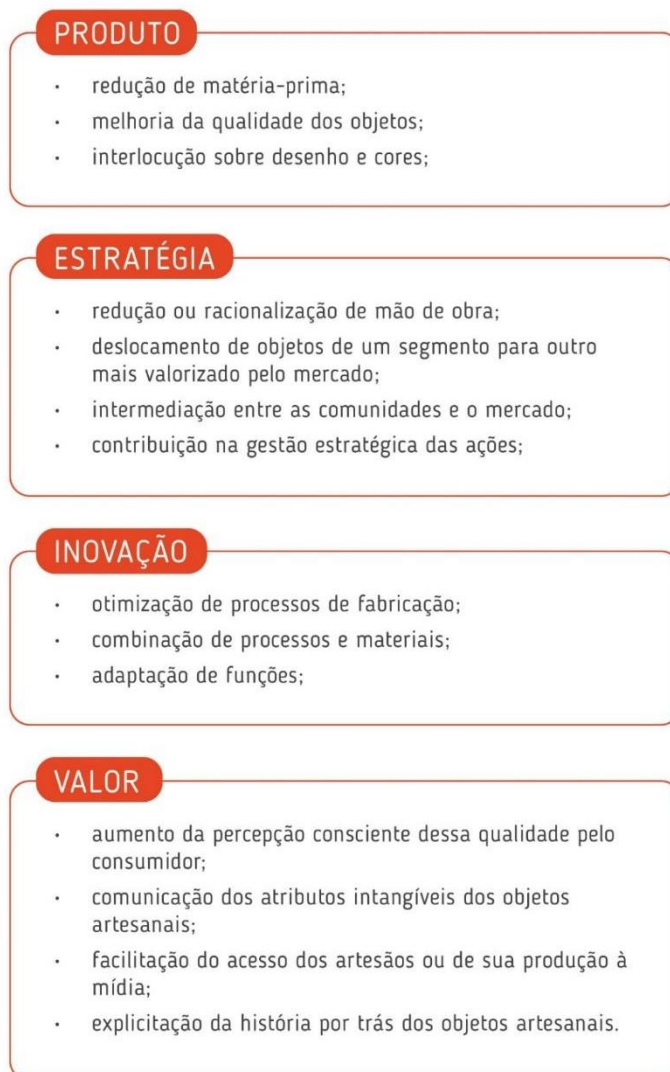 PRODUTO
· redução de matéria-prima;
· melhoria da qualidade dos objetos;
· interlocução sobre desenho e cores;
ESTRATÉGIA
· redução ou racionalização de mão de obra;
· deslocamento de objetos de um segmento para outro
mais valorizado pelo mercado;
· intermediação entre as comunidades e o mercado;
· contribuição na gestão estratégica das ações;
INOVAÇÃO
· otimização de processos de fabricação;
· combinação de processos e materiais;
· adaptação de funções;
VALOR
· aumento da percepção consciente dessa qualidade pelo
consumidor;
· comunicação dos atributos intangíveis dos objetos
artesanais;
· facilitação do acesso dos artesãos ou de sua produção à
mídia;
· explicitação da história por trás dos objetos artesanais.